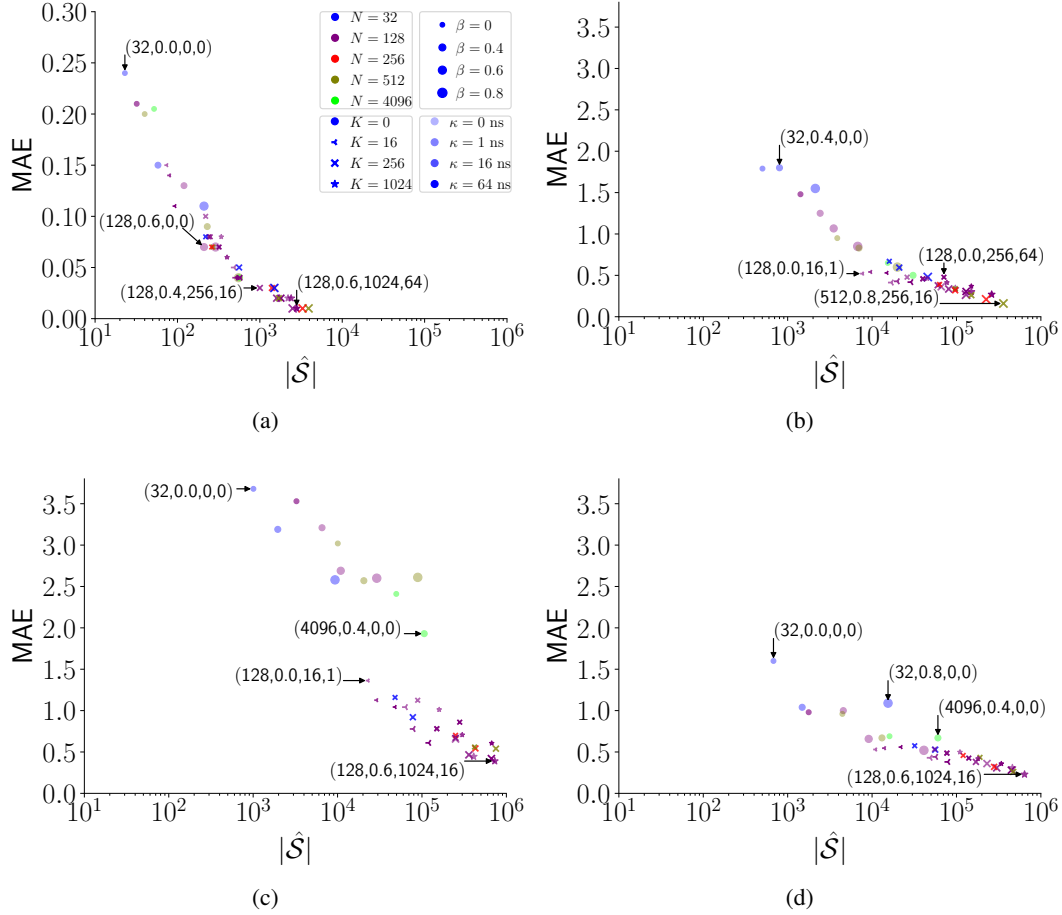 0.30
0.25
0.20
0.15
0.10
0.05
0.00
MAE
10^1 10^2 10^3 10^4 10^5 10^6
|Ŝ|
(32,0.0,0,0)
(128,0.6,0,0)
(128,0.4,256,16)
(128,0.6,1024,64)
N = 32
N = 128
N = 256
N = 512
N = 4096
β = 0
β = 0.4
β = 0.6
β = 0.8
K = 0
K = 16
K = 256
K = 1024
κ = 0 ns
κ = 1 ns
κ = 16 ns
κ = 64 ns
(a)
3.5
3.0
2.5
2.0
1.5
1.0
0.5
0.0
MAE
10^1 10^2 10^3 10^4 10^5 10^6
|Ŝ|
(32,0.4,0,0)
(128,0.0,16,1)
(128,0.0,256,64)
(512,0.8,256,16)
(b)
3.5
3.0
2.5
2.0
1.5
1.0
0.5
0.0
MAE
10^1 10^2 10^3 10^4 10^5 10^6
|Ŝ|
(32,0.0,0,0)
(4096,0.4,0,0)
(128,0.0,16,1)
(128,0.6,1024,16)
(c)
3.5
3.0
2.5
2.0
1.5
1.0
0.5
0.0
MAE
10^1 10^2 10^3 10^4 10^5 10^6
|Ŝ|
(32,0.0,0,0)
(32,0.8,0,0)
(4096,0.4,0,0)
(128,0.6,1024,16)
(d)